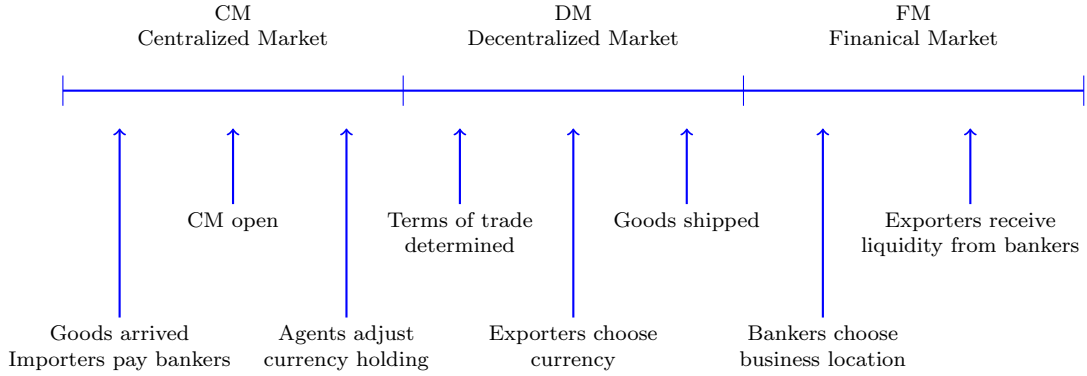 CM
Centralized Market
DM
Decentralized Market
FM
Finanical Market
CM open
Terms of trade
determined
Goods shipped
Exporters receive
liquidity from bankers
Goods arrived
Importers pay bankers
Agents adjust
currency holding
Exporters choose
currency
Bankers choose
business location